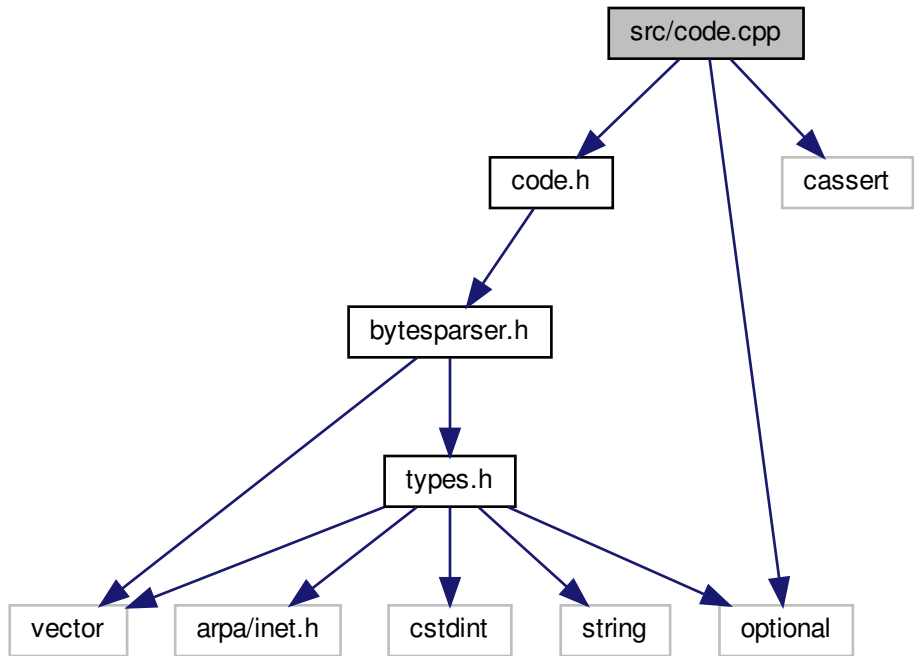 src/code.cpp
code.h
cassert
bytesparser.h
types.h
vector
arpa/inet.h
cstdint
string
optional